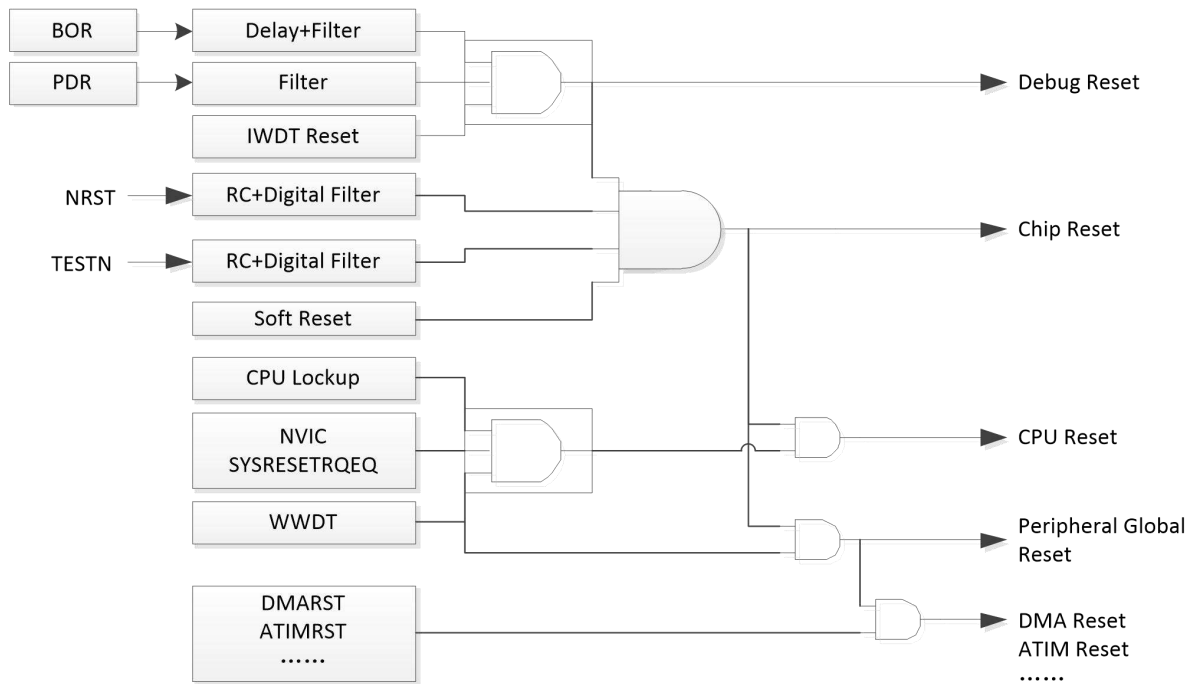 BOR
Delay+Filter
PDR
Filter
Debug Reset
IWDT Reset
NRST
RC+Digital Filter
Chip Reset
TESTN
RC+Digital Filter
Soft Reset
CPU Lockup
NVIC
SYSRESETRQEQ
CPU Reset
WWDT
Peripheral Global
Reset
DMARST
ATIMRST
......
DMA Reset
ATIM Reset
......